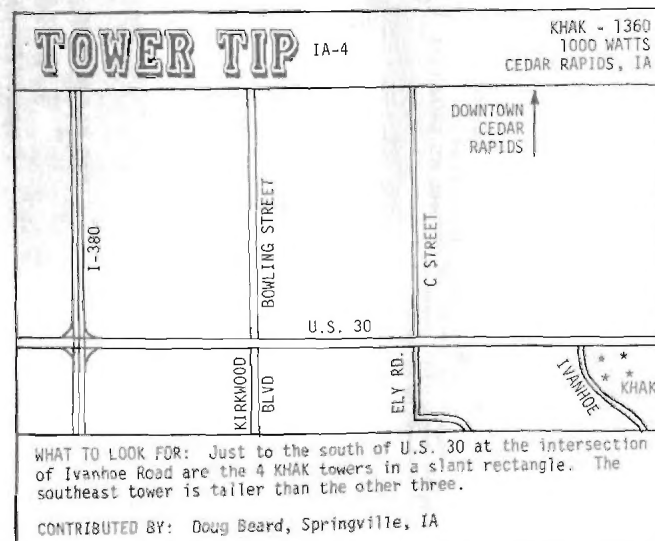 TOWER TIP IA-4
KHAK - 1360
1000 WATTS
CEDAR RAPIDS, IA
DOWNTOWN
CEDAR
RAPIDS
I-380
BOWLING STREET
C STREET
U.S. 30
KIRKWOOD
BLVD
ELY RD.
IVANHOE
* *
* *
KHAK
WHAT TO LOOK FOR: Just to the south of U.S. 30 at the intersection
of Ivanhoe Road are the 4 KHAK towers in a slant rectangle. The
southeast tower is taller than the other three.
CONTRIBUTED BY: Doug Beard, Springville, IA